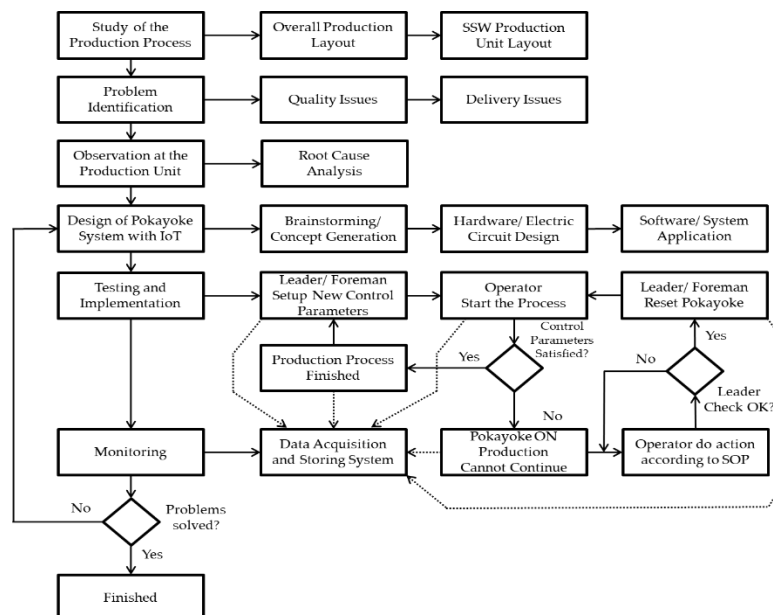 Study of the
Production Process
Overall Production
Layout
SSW Production
Unit Layout
Problem
Identification
Quality Issues
Delivery Issues
Observation at the
Production Unit
Root Cause
Analysis
Design of Pokayoke
System with IoT
Brainstorming/
Concept Generation
Hardware/ Electric
Circuit Design
Software/ System
Application
Testing and
Implementation
Leader/ Foreman
Setup New Control
Parameters
Operator
Start the Process
Leader/ Foreman
Reset Pokayoke
Control
Parameters
Satisfied?
Yes
Production Process
Finished
Yes
No
Leader
Check OK?
No
Monitoring
Data Acquisition
and Storing System
Pokayoke ON
Production
Cannot Continue
Operator do action
according to SOP
No
Problems
solved?
Yes
Finished